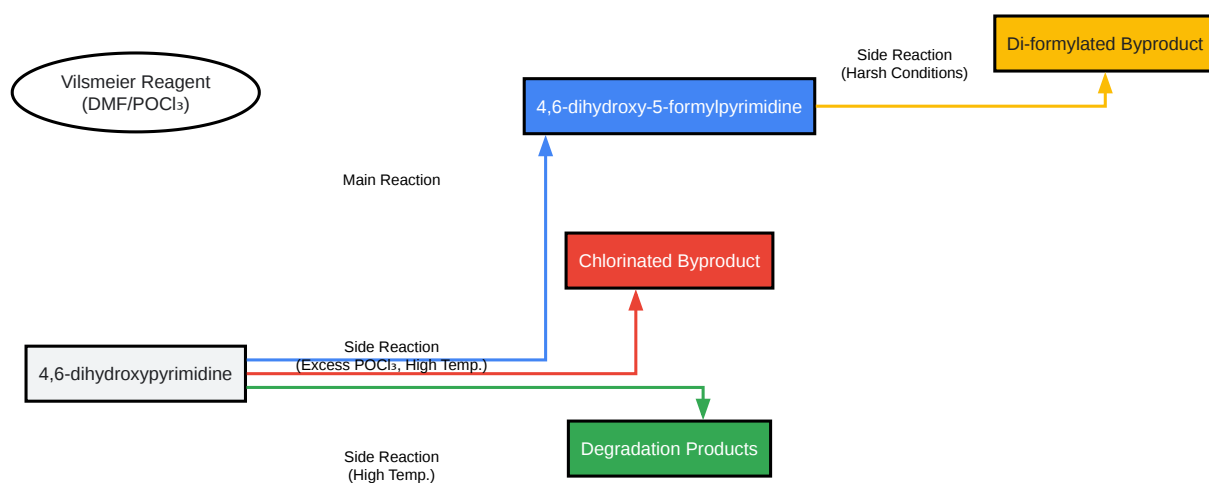 Di-formylated Byproduct
Side Reaction
(Harsh Conditions)
Vilsmeier Reagent
(DMF/POCl₃)
4,6-dihydroxy-5-formylpyrimidine
Main Reaction
Chlorinated Byproduct
Side Reaction
(Excess POCl₃, High Temp.)
4,6-dihydroxypyrimidine
Degradation Products
Side Reaction
(High Temp.)